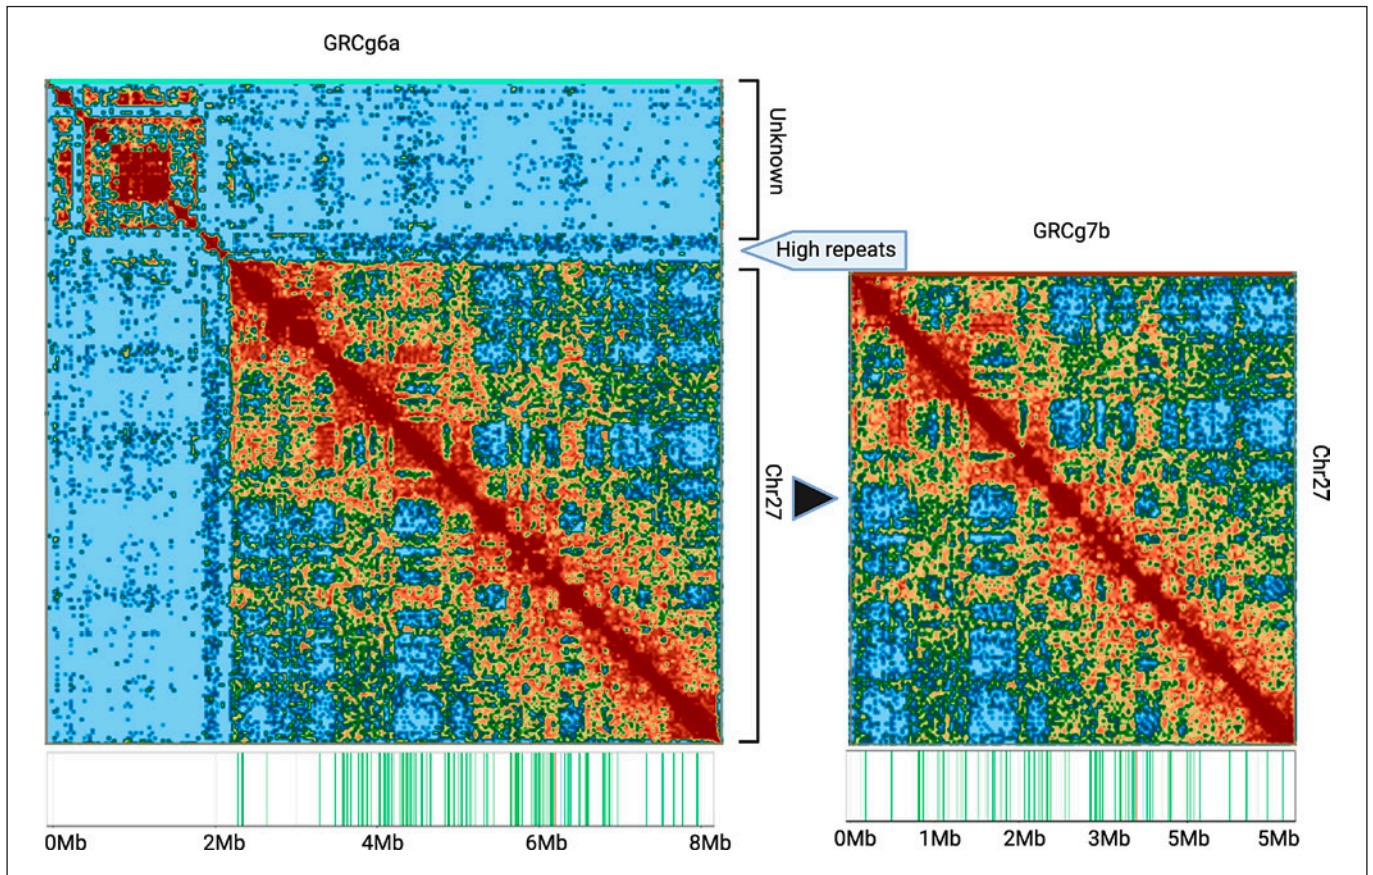 GRCg6a
Unknown
High repeats
GRCg7b
Chr27
Chr27
0Mb 2Mb 4Mb 6Mb 8Mb
0Mb 1Mb 2Mb 3Mb 5Mb 5Mb